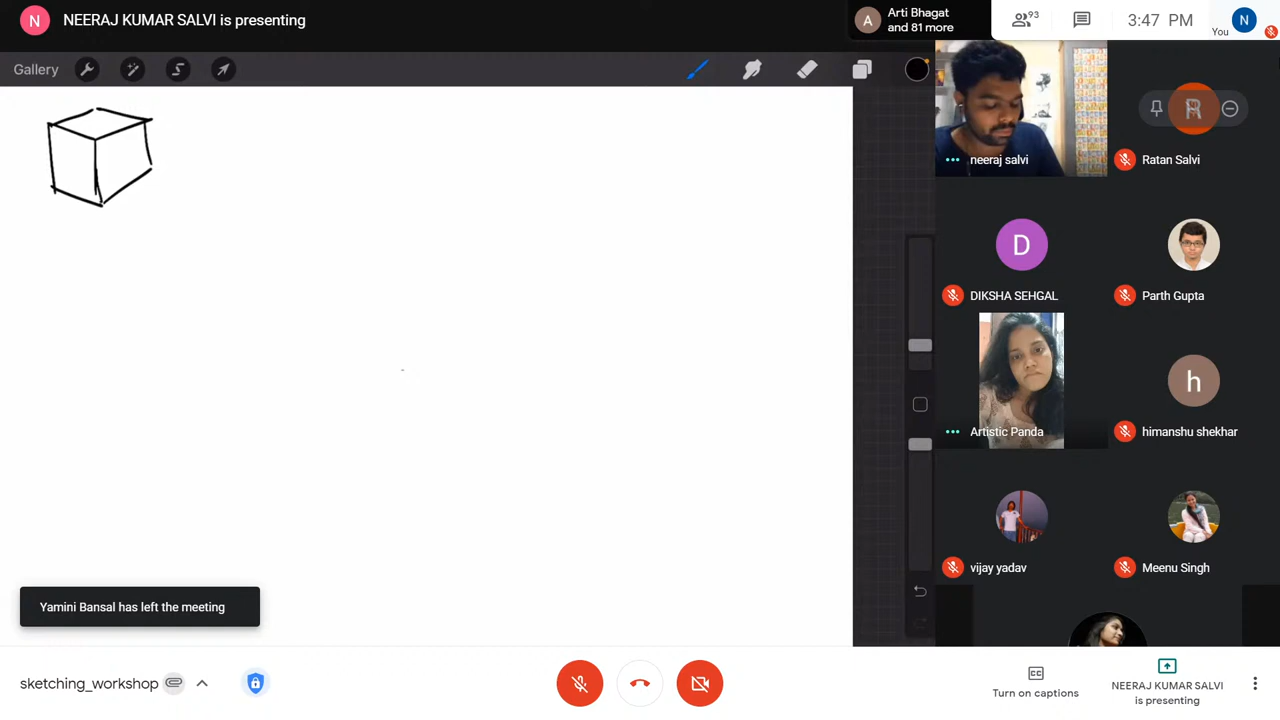 N NEERAJ KUMAR SALVI is presenting
A Arti Bhagat
and 81 more
93
3:47 PM
You
N
Gallery
neeraj salvi
R
Ratan Salvi
D
DIKSHA SEHGAL
Parth Gupta
Artistic Panda
h
himanshu shekhar
vijay yadav
Meenu Singh
Yamini Bansal has left the meeting
sketching_workshop
CC
Turn on captions
NEERAJ KUMAR SALVI
is presenting